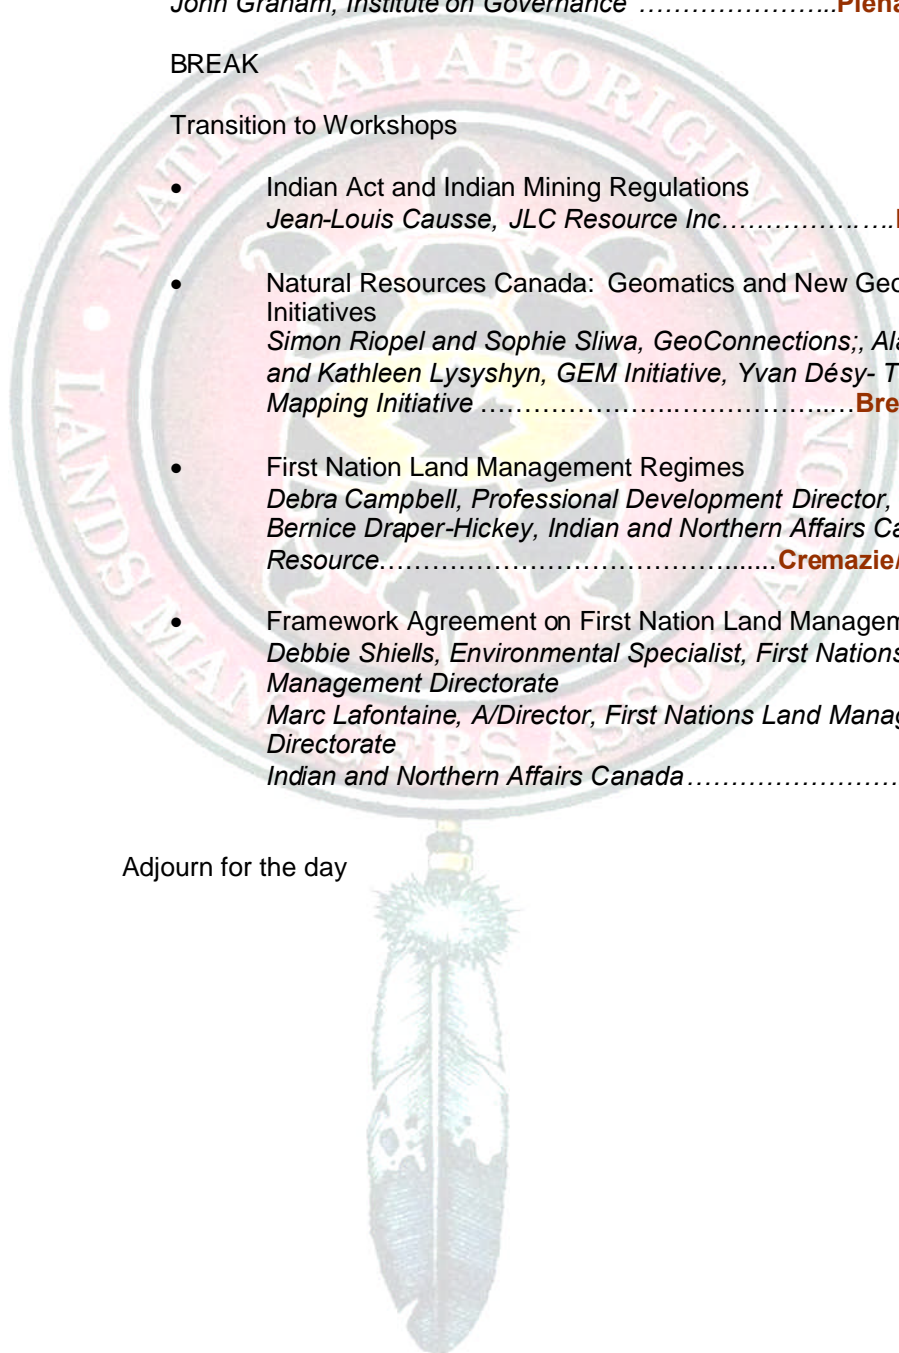 John Graham, Institute on Governance …………………..Plena
BREAK
Transition to Workshops
• Indian Act and Indian Mining Regulations
Jean-Louis Causse, JLC Resource Inc.……………..….
• Natural Resources Canada: Geomatics and New Geo
Initiatives
Simon Riopel and Sophie Sliwa, GeoConnections;, Ala
and Kathleen Lysyshyn, GEM Initiative, Yvan Désy- T
Mapping Initiative ….……………….……………..…Bre
• First Nation Land Management Regimes
Debra Campbell, Professional Development Director,
Bernice Draper-Hickey, Indian and Northern Affairs Ca
Resource……………………………………......Cremazie/
• Framework Agreement on First Nation Land Managem
Debbie Shiells, Environmental Specialist, First Nations
Management Directorate
Marc Lafontaine, A/Director, First Nations Land Manag
Directorate
Indian and Northern Affairs Canada……………………
Adjourn for the day
NATIONAL ABORIGINAL
LANDS MANAGERS ASSOCIATION